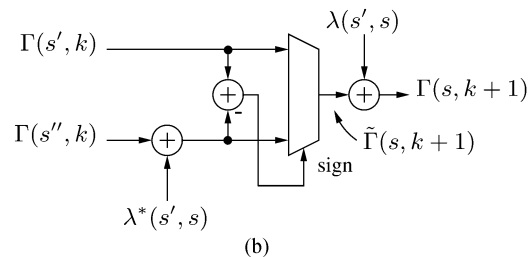 Γ(s′, k)
λ(s′, s)
+
-
+
Γ(s, k+1)
Γ(s″, k)
+
Γ̃(s, k+1)
sign
λ*(s′, s)
(b)